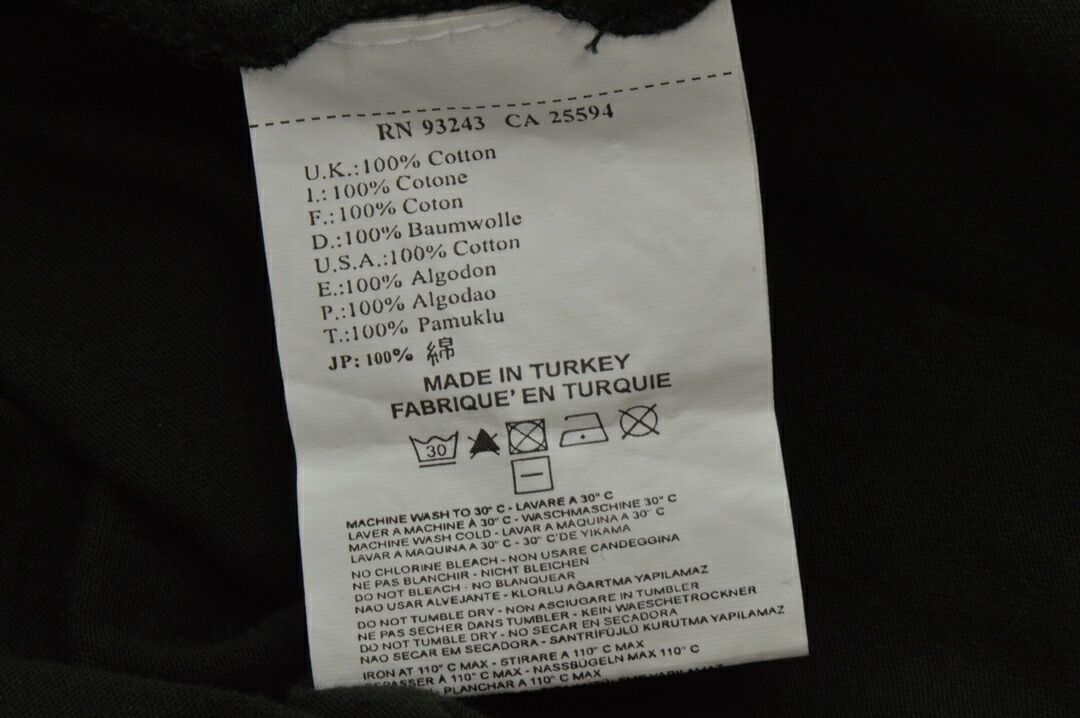 RN 93243 CA 25594
U.K.:100% Cotton
I.: 100% Cotone
F.: 100% Coton
D.:100% Baumwolle
U.S.A.:100% Cotton
E.: 100% Algodon
P.: 100% Algodao
T.:100% Pamuklu
JP: 100% 綿
MADE IN TURKEY
FABRIQUE' EN TURQUIE
30
MACHINE WASH TO 30° C - LAVARE A 30° C
LAVER A MACHINE À 30° C - WASCHMASCHINE 30° C
MACHINE WASH COLD - LAVAR A MAQUINA A 30° C
LAVAR A MAQUINA A 30° C - 30° C'DE YIKAMA
NO CHLORINE BLEACH - NON USARE CANDEGGINA
NE PAS BLANCHIR - NICHT BLEICHEN
DO NOT BLEACH - NO BLANQUEAR
NAO USAR ALVEJANTE - KLORLU AĞARTMA YAPILAMAZ
DO NOT TUMBLE DRY - NON ASCIUGARE IN TUMBLER
NE PAS SECHER DANS TUMBLER - KEIN WAESCHETROCKNER
DO NOT TUMBLE DRY - NO SECAR EN SECADORA
NAO SECAR EM SECADORA - SANTRIFÜJLÜ KURUTMA YAPILAMAZ
IRON AT 110° C MAX - STIRARE A 110° C MAX
REPASSER À 110° C MAX - NASSBÜGELN MAX 110° C
PLANCHAR A 110° C MAX